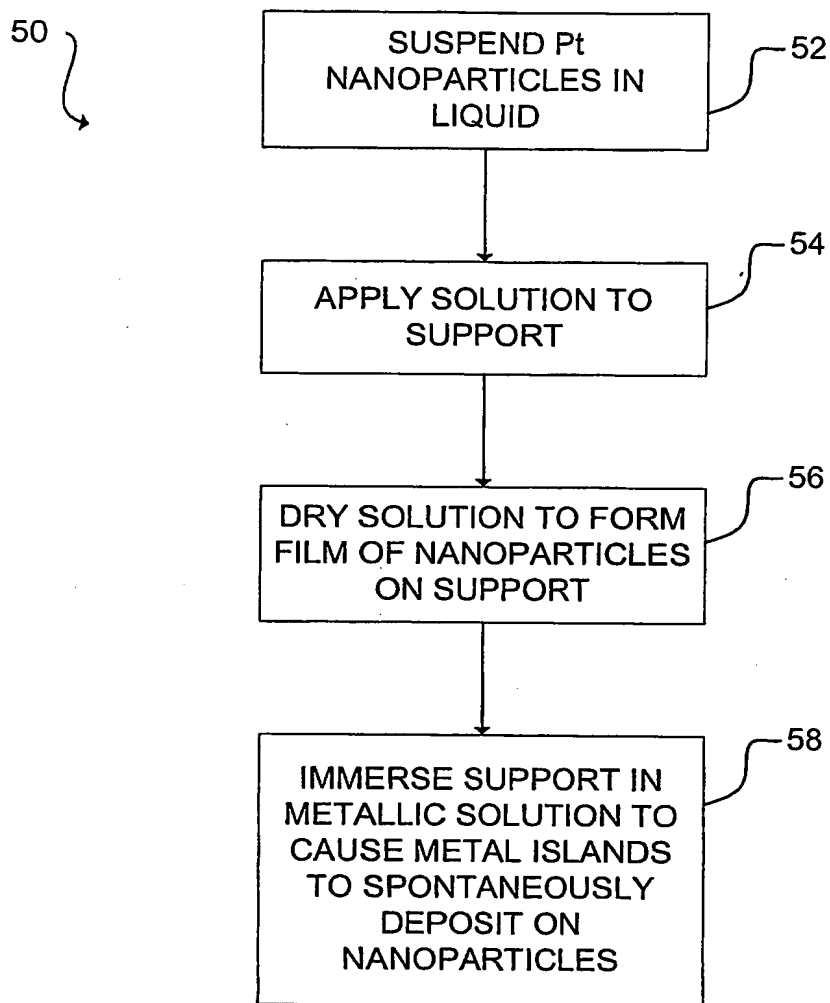 50
SUSPEND Pt
NANOPARTICLES IN
LIQUID
52
APPLY SOLUTION TO
SUPPORT
54
DRY SOLUTION TO FORM
FILM OF NANOPARTICLES
ON SUPPORT
56
IMMERSE SUPPORT IN
METALLIC SOLUTION TO
CAUSE METAL ISLANDS
TO SPONTANEOUSLY
DEPOSIT ON
NANOPARTICLES
58